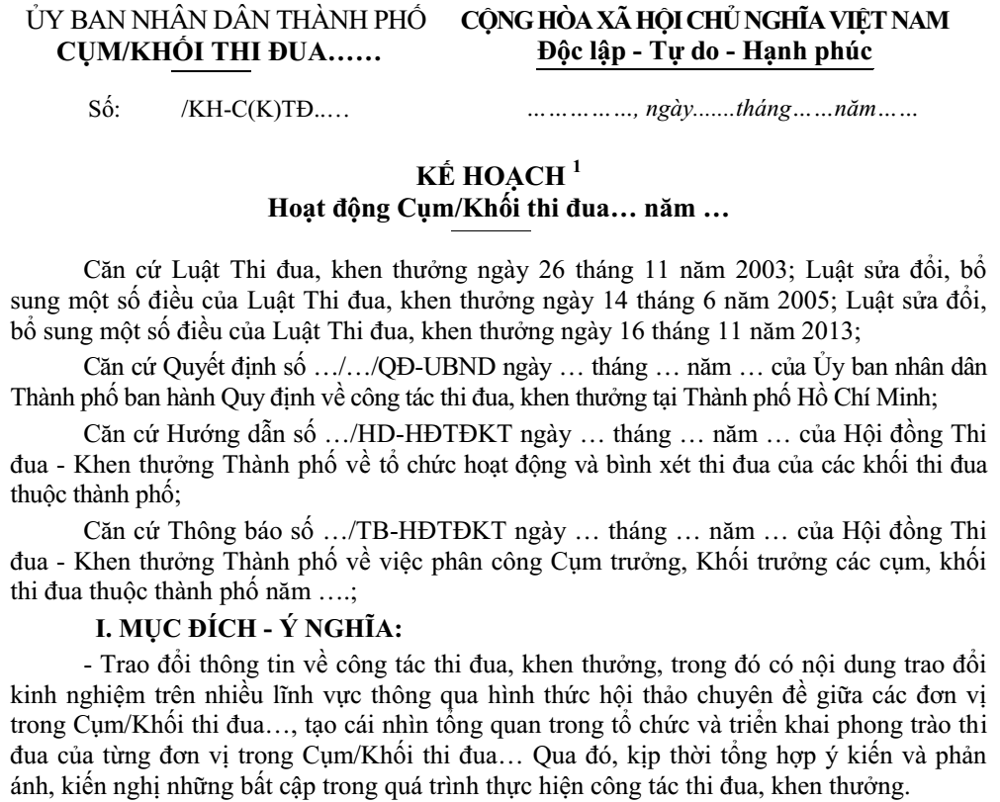 ỦY BAN NHÂN DÂN THÀNH PHỐ
CỤM/KHỐI THI ĐUA……
CỘNG HÒA XÃ HỘI CHỦ NGHĨA VIỆT NAM
Độc lập - Tự do - Hạnh phúc
Số: /KH-C(K)TĐ..…
……………, ngày.......tháng……năm……
KẾ HOẠCH 1
Hoạt động Cụm/Khối thi đua… năm …
Căn cứ Luật Thi đua, khen thưởng ngày 26 tháng 11 năm 2003; Luật sửa đổi, bổ
sung một số điều của Luật Thi đua, khen thưởng ngày 14 tháng 6 năm 2005; Luật sửa đổi,
bổ sung một số điều của Luật Thi đua, khen thưởng ngày 16 tháng 11 năm 2013;
Căn cứ Quyết định số …/…/QĐ-UBND ngày … tháng … năm … của Ủy ban nhân dân
Thành phố ban hành Quy định về công tác thi đua, khen thưởng tại Thành phố Hồ Chí Minh;
Căn cứ Hướng dẫn số …/HD-HĐTĐKT ngày … tháng … năm … của Hội đồng Thi
đua - Khen thưởng Thành phố về tổ chức hoạt động và bình xét thi đua của các khối thi đua
thuộc thành phố;
Căn cứ Thông báo số …/TB-HĐTĐKT ngày … tháng … năm … của Hội đồng Thi
đua - Khen thưởng Thành phố về việc phân công Cụm trưởng, Khối trưởng các cụm, khối
thi đua thuộc thành phố năm ….;
I. MỤC ĐÍCH - Ý NGHĨA:
- Trao đổi thông tin về công tác thi đua, khen thưởng, trong đó có nội dung trao đổi
kinh nghiệm trên nhiều lĩnh vực thông qua hình thức hội thảo chuyên đề giữa các đơn vị
trong Cụm/Khối thi đua…, tạo cái nhìn tổng quan trong tổ chức và triển khai phong trào thi
đua của từng đơn vị trong Cụm/Khối thi đua… Qua đó, kịp thời tổng hợp ý kiến và phản
ánh, kiến nghị những bất cập trong quá trình thực hiện công tác thi đua, khen thưởng.